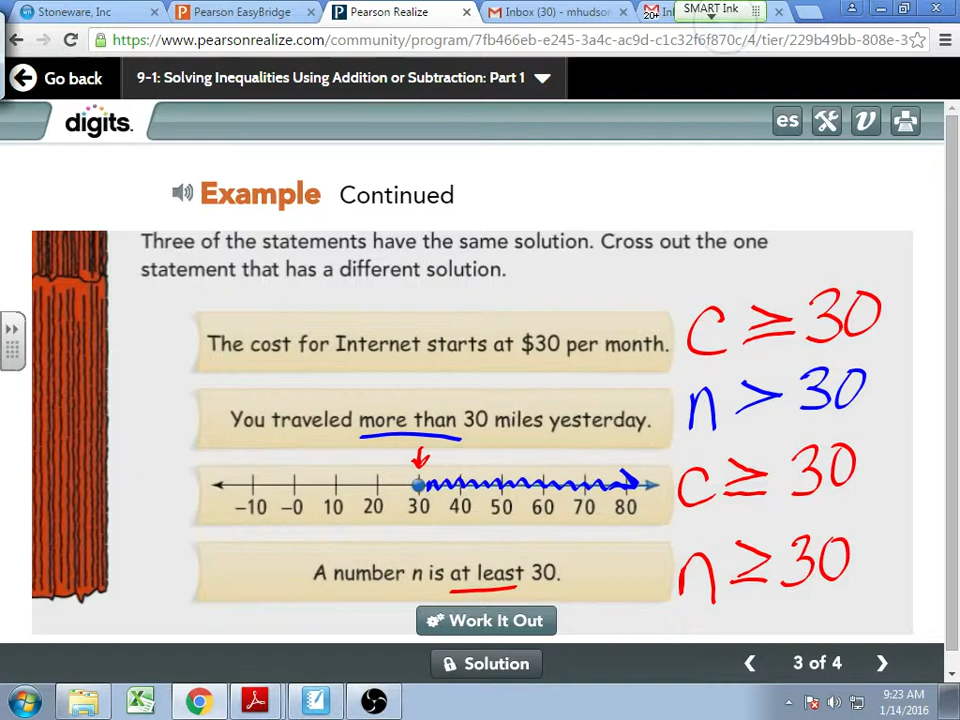 SMART Ink
Stoneware, Inc
Pearson EasyBridge
Pearson Realize
Inbox (30) - mhudson
20+
https://www.pearsonrealize.com/community/program/7fb466eb-e245-3a4c-ac9d-c1c32f6f870c/4/tier/229b49bb-808e-3
Go back
9-1: Solving Inequalities Using Addition or Subtraction: Part 1
digits.
es
Example Continued
Three of the statements have the same solution. Cross out the one
statement that has a different solution.
The cost for Internet starts at $30 per month.
c ≥ 30
You traveled more than 30 miles yesterday.
n > 30
-10 -0 10 20 30 40 50 60 70 80
c ≥ 30
A number n is at least 30.
n ≥ 30
Work It Out
Solution
3 of 4
9:23 AM
1/14/2016